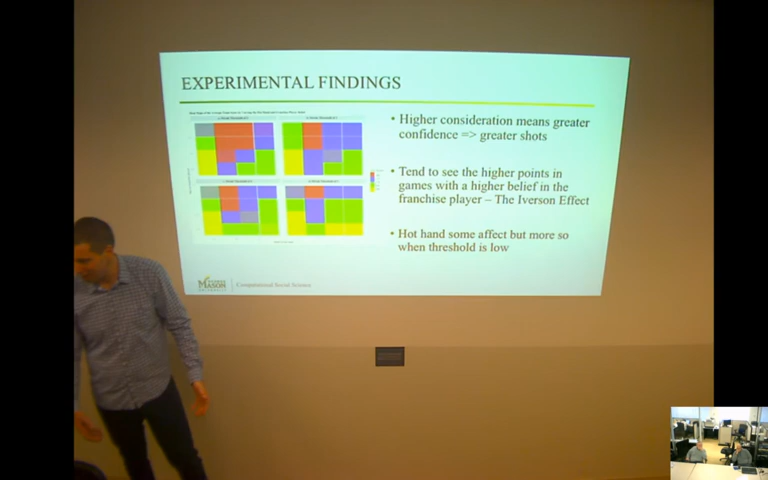 EXPERIMENTAL FINDINGS
• Higher consideration means greater
confidence => greater shots
• Tend to see the higher points in
games with a higher belief in the
franchise player – The Iverson Effect
• Hot hand some affect but more so
when threshold is low
MASON
Computational Social Science